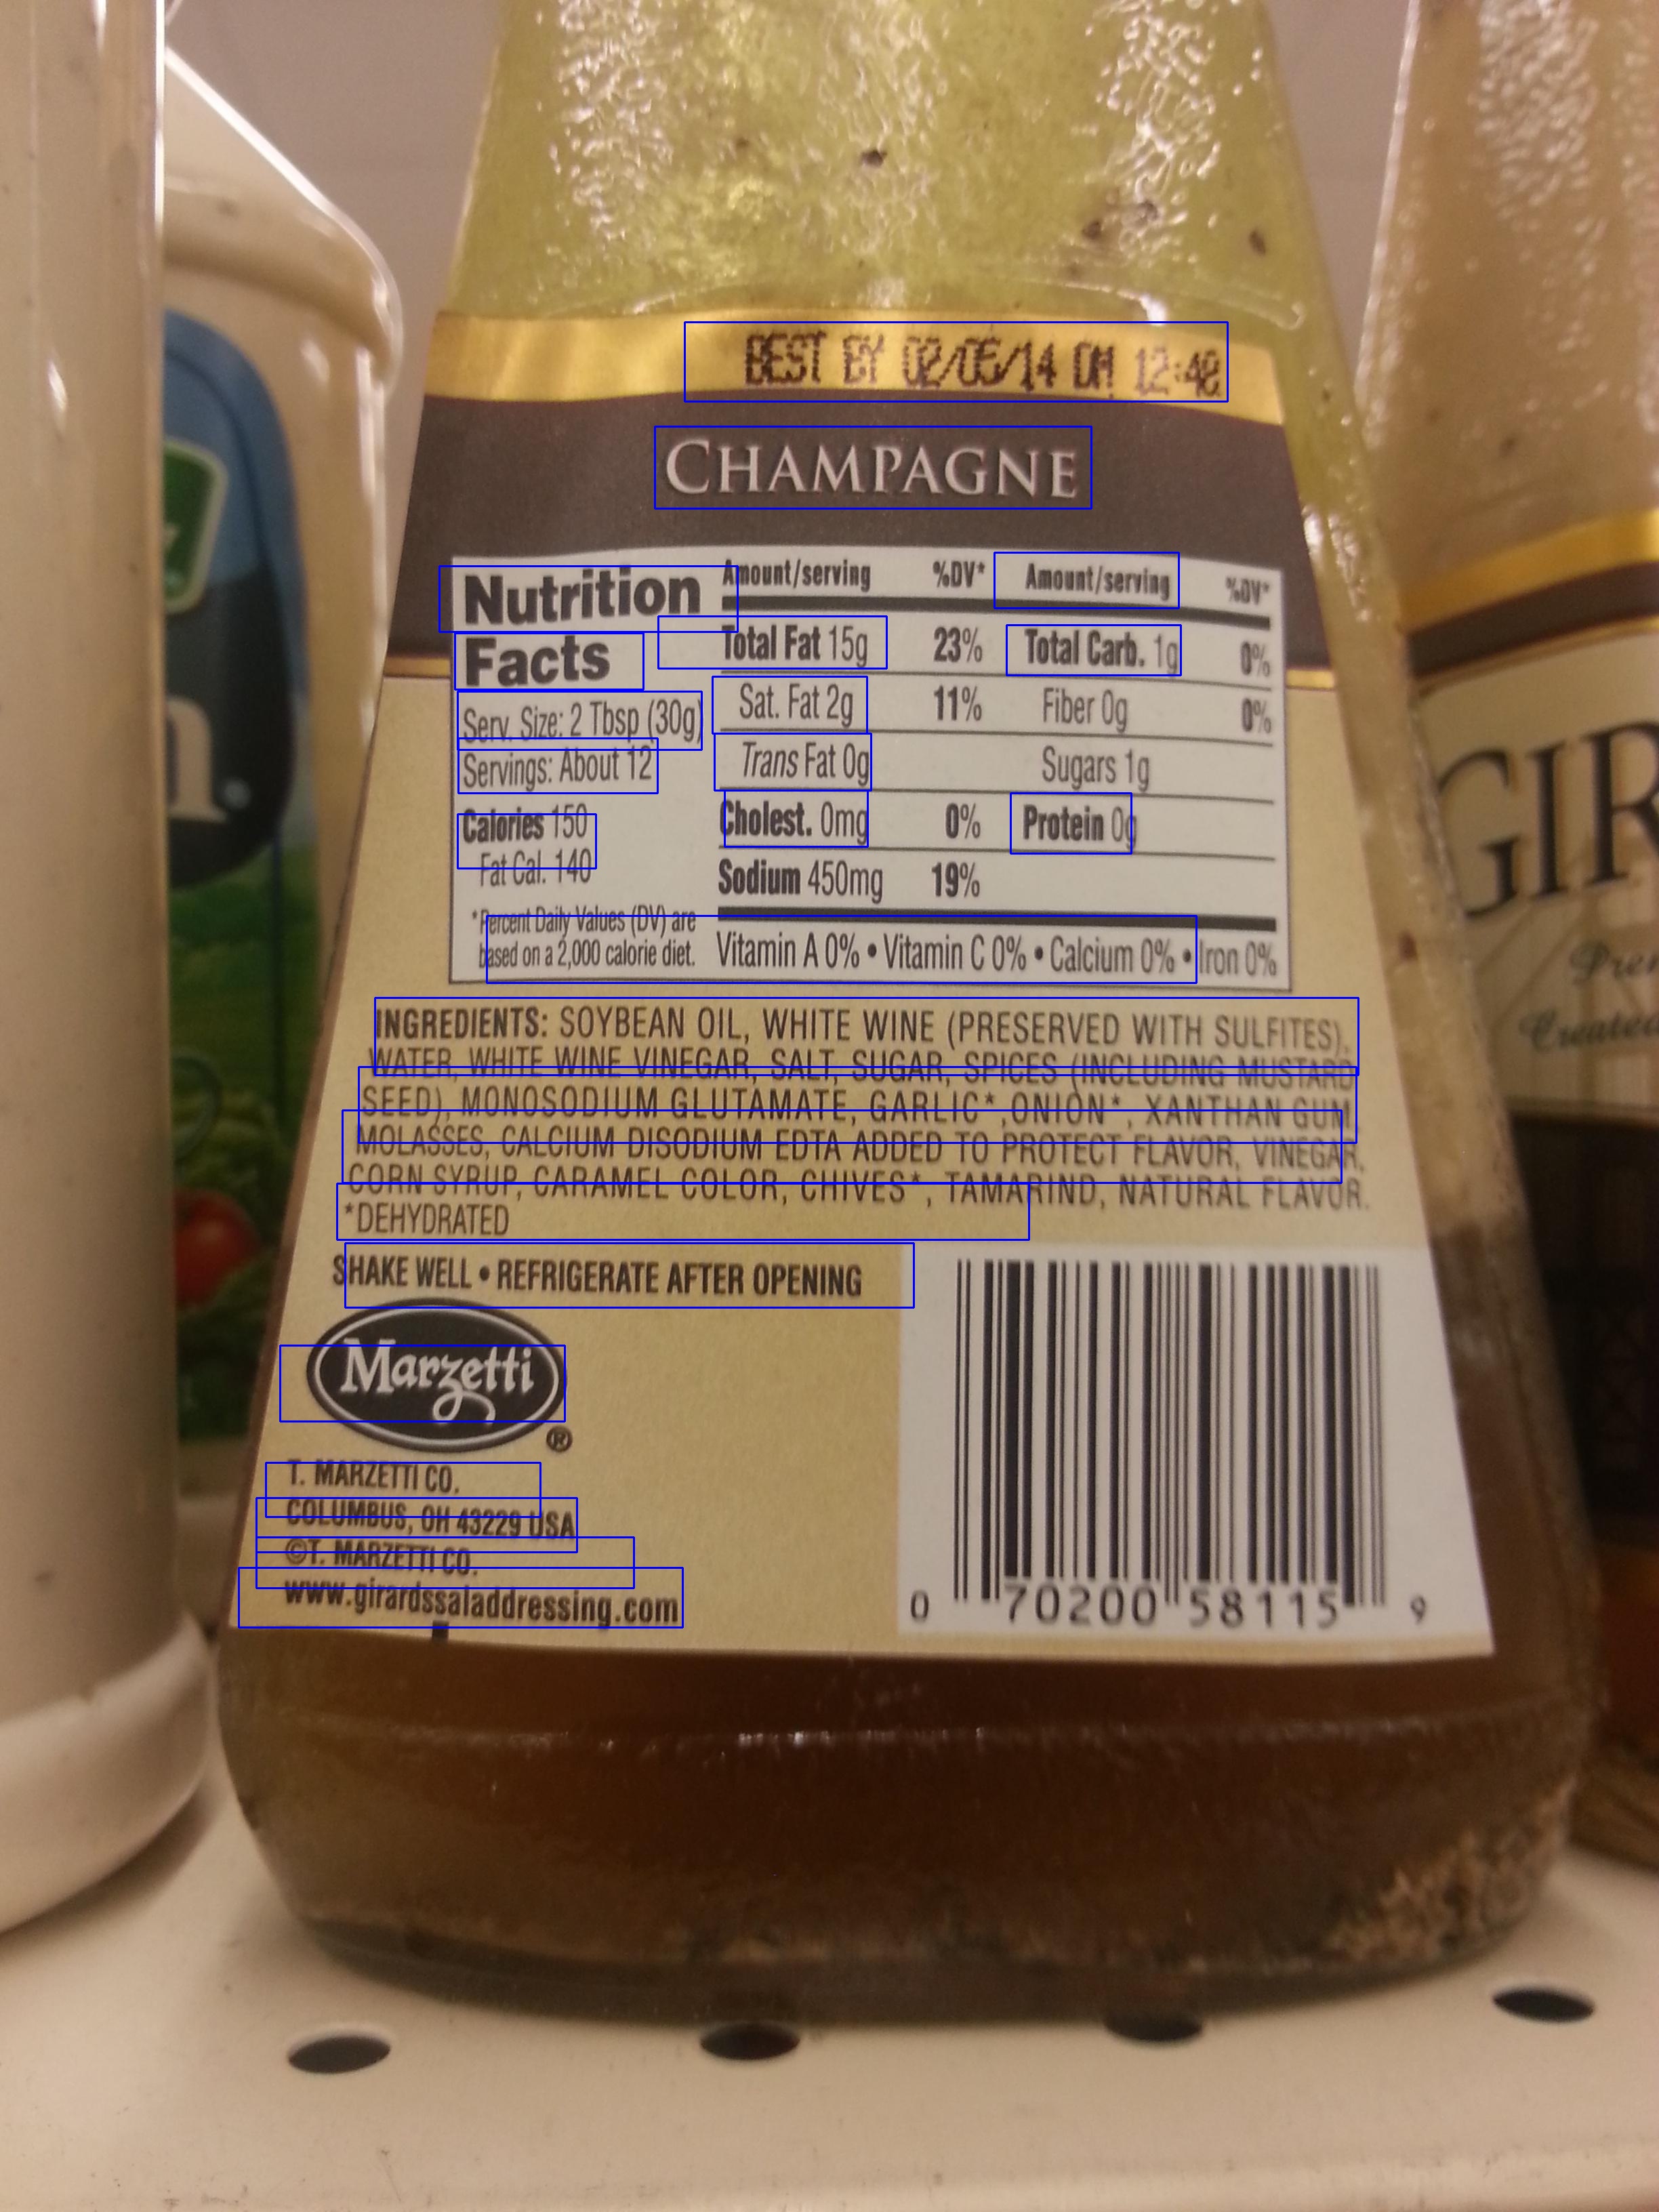 BEST BY 02/05/14 DM 12:48
CHAMPAGNE
Nutrition
Facts
Serv. Size: 2 Tbsp (30g)
Servings: About 12
Calories 150
Fat Cal. 140
*Percent Daily Values (DV) are
based on a 2,000 calorie diet.
Amount/serving %DV* Amount/serving %DV*
Total Fat 15g 23% Total Carb. 1g 0%
Sat. Fat 2g 11% Fiber 0g 0%
Trans Fat 0g Sugars 1g
Cholest. 0mg 0% Protein 0g
Sodium 450mg 19%
Vitamin A 0% • Vitamin C 0% • Calcium 0% • Iron 0%
INGREDIENTS: SOYBEAN OIL, WHITE WINE (PRESERVED WITH SULFITES),
WATER, WHITE WINE VINEGAR, SALT, SUGAR, SPICES (INCLUDING MUSTARD
SEED), MONOSODIUM GLUTAMATE, GARLIC*, ONION*, XANTHAN GUM,
MOLASSES, CALCIUM DISODIUM EDTA ADDED TO PROTECT FLAVOR, VINEGAR,
CORN SYRUP, CARAMEL COLOR, CHIVES*, TAMARIND, NATURAL FLAVOR.
*DEHYDRATED
SHAKE WELL • REFRIGERATE AFTER OPENING
Marzetti®
T. MARZETTI CO.
COLUMBUS, OH 43229 USA
©T. MARZETTI CO.
www.girardssaladdressing.com
0 70200 58115 9
GIR